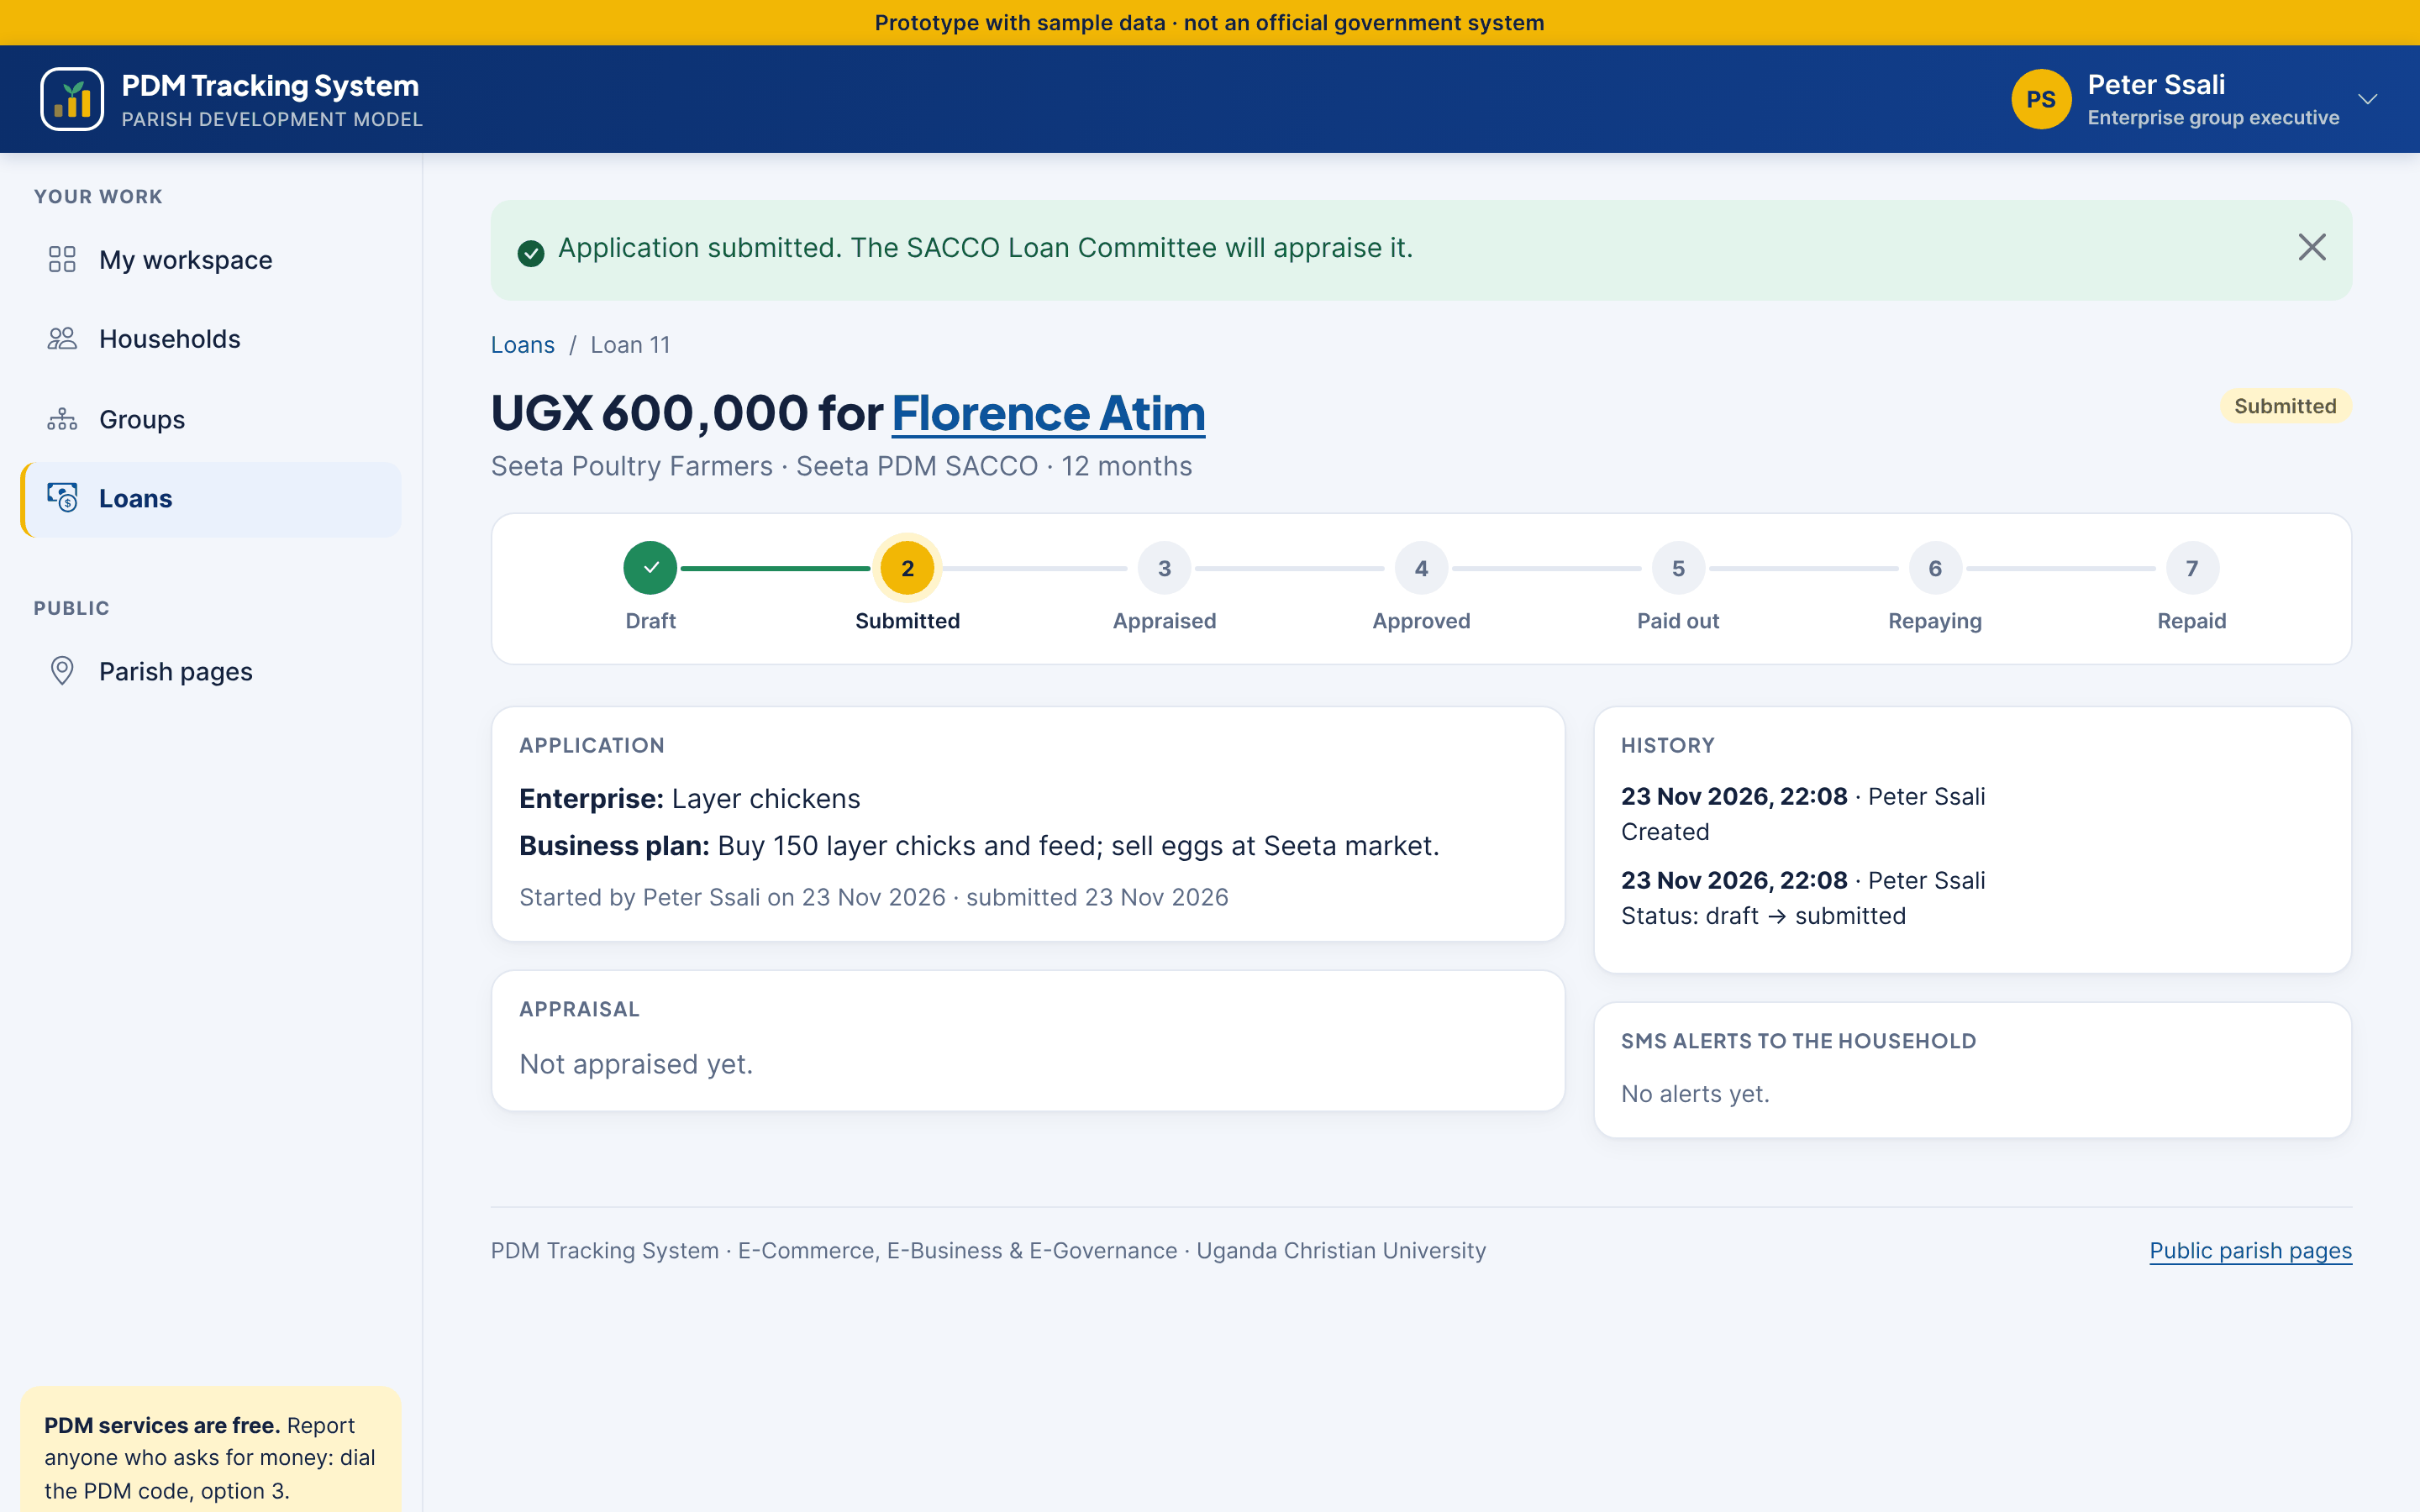 Prototype with sample data · not an official government system
PDM Tracking System
PARISH DEVELOPMENT MODEL
PS
Peter Ssali
Enterprise group executive
YOUR WORK
My workspace
Households
Groups
Loans
PUBLIC
Parish pages
PDM services are free. Report
anyone who asks for money: dial
the PDM code, option 3.
Application submitted. The SACCO Loan Committee will appraise it.
Loans / Loan 11
UGX 600,000 for Florence Atim
Submitted
Seeta Poultry Farmers · Seeta PDM SACCO · 12 months
2
3
4
5
6
7
Draft
Submitted
Appraised
Approved
Paid out
Repaying
Repaid
APPLICATION
Enterprise: Layer chickens
Business plan: Buy 150 layer chicks and feed; sell eggs at Seeta market.
Started by Peter Ssali on 23 Nov 2026 · submitted 23 Nov 2026
APPRAISAL
Not appraised yet.
HISTORY
23 Nov 2026, 22:08 · Peter Ssali
Created
23 Nov 2026, 22:08 · Peter Ssali
Status: draft → submitted
SMS ALERTS TO THE HOUSEHOLD
No alerts yet.
PDM Tracking System · E-Commerce, E-Business & E-Governance · Uganda Christian University
Public parish pages